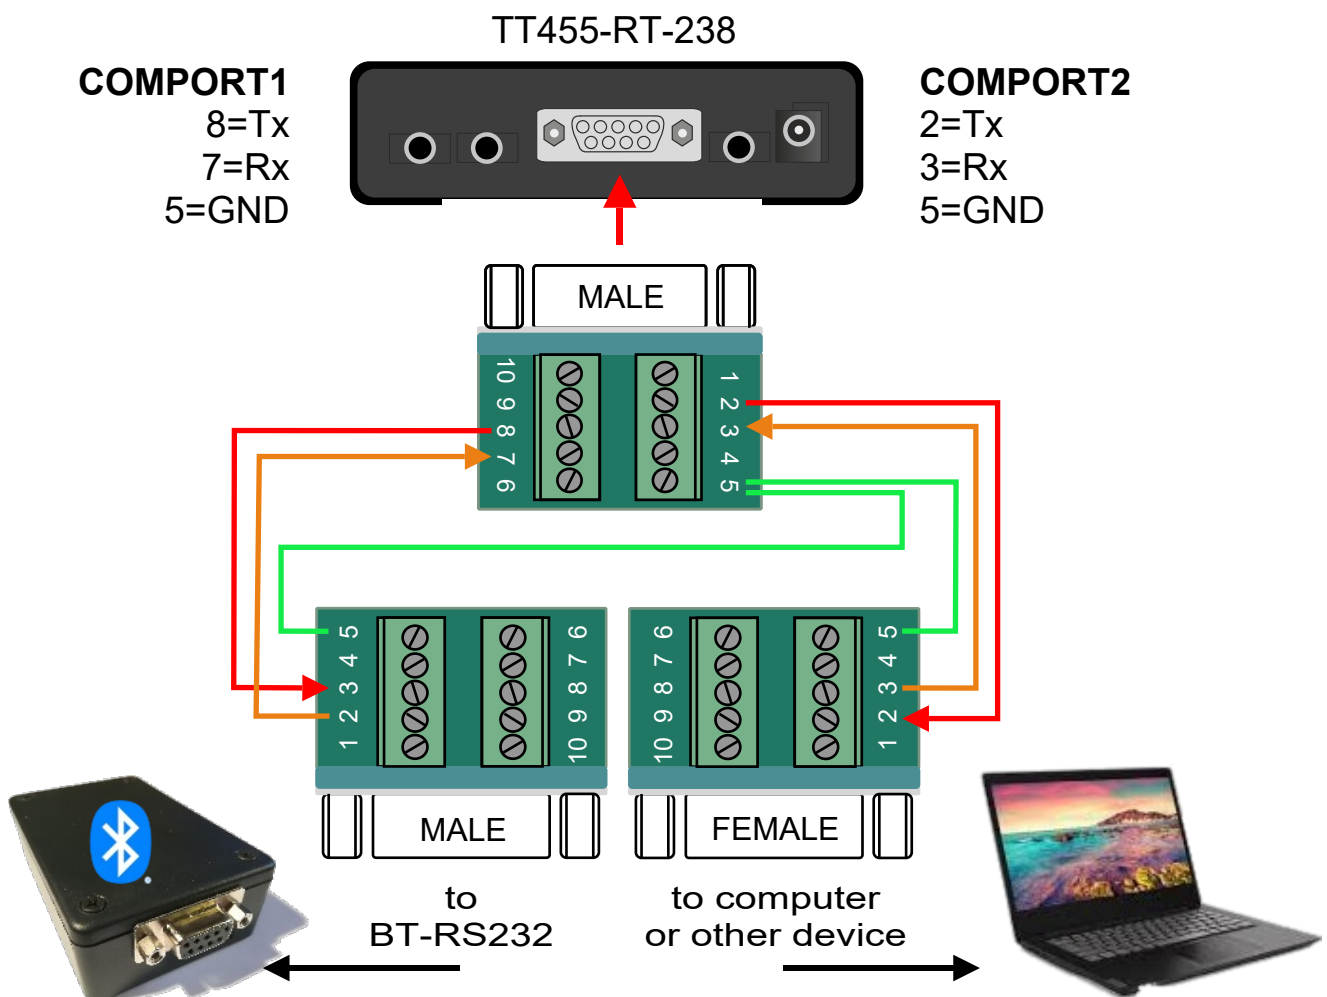 TT455-RT-238
COMPORT1
8=Tx
7=Rx
5=GND
COMPORT2
2=Tx
3=Rx
5=GND
MALE
10
9
8
7
6
1
2
3
4
5
5
4
3
2
1
6
7
8
9
10
6
7
8
9
10
5
4
3
2
1
MALE
FEMALE
to
BT-RS232
to computer
or other device